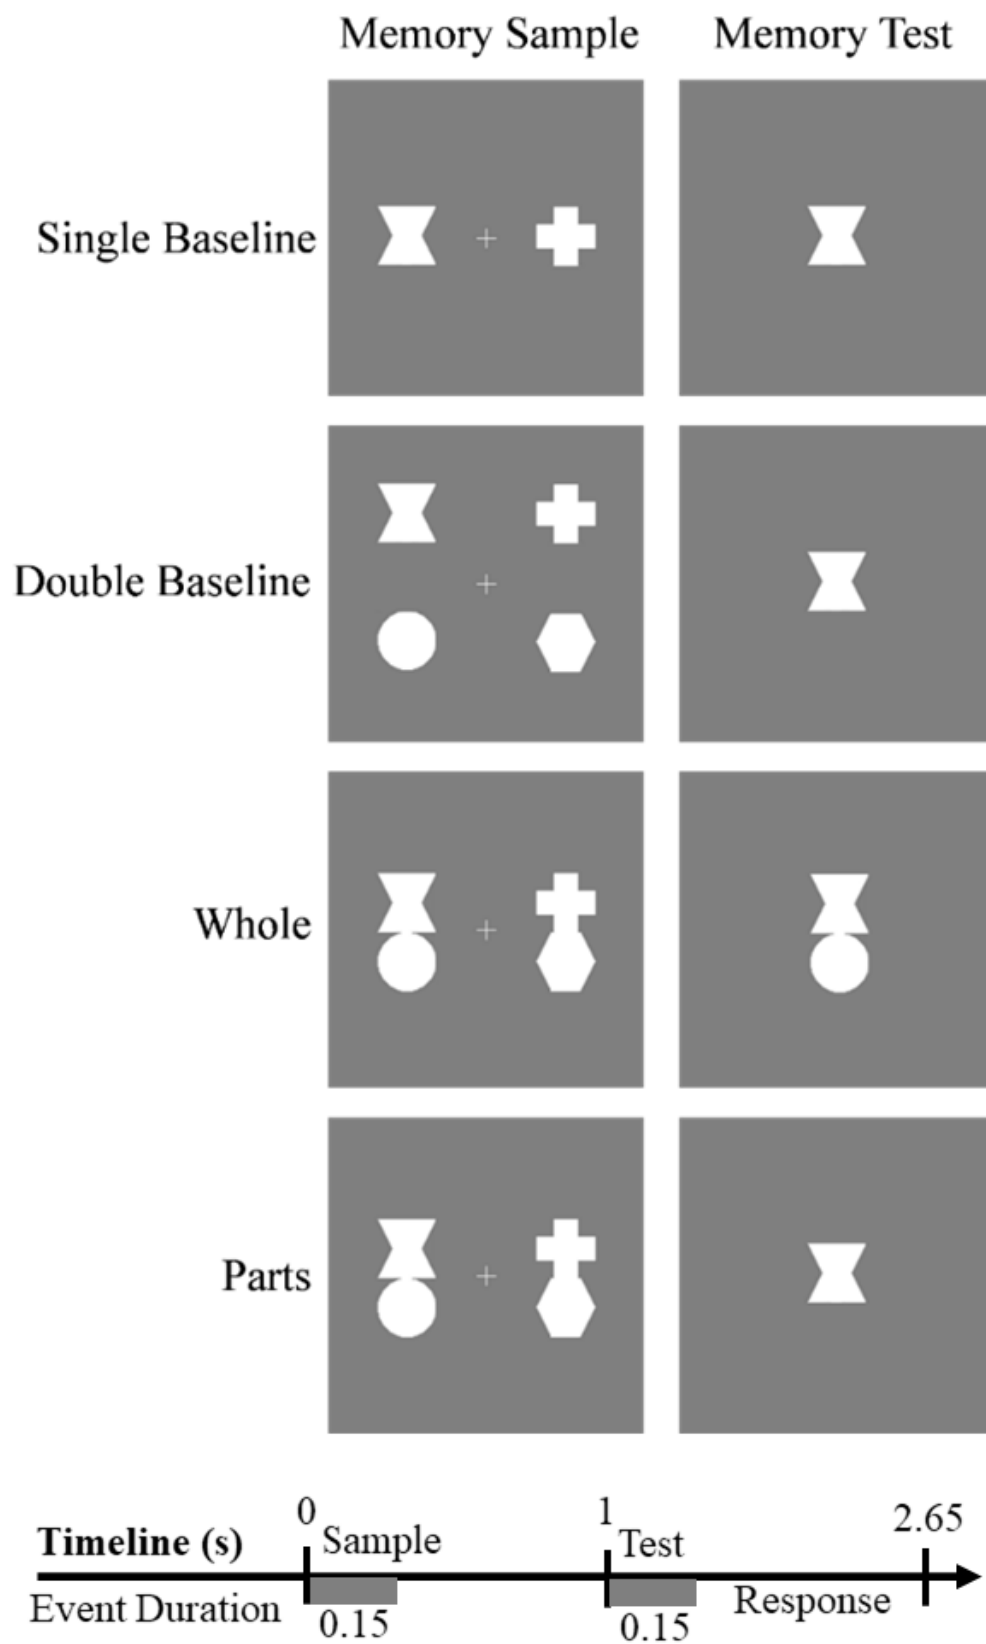 Memory Sample Memory Test
Single Baseline
Double Baseline
Whole
Parts
0 1 2.65
Timeline (s) Sample Test
Event Duration 0.15 0.15 Response